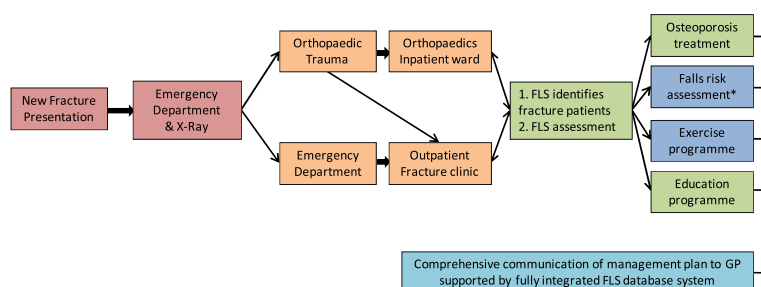 New Fracture
Presentation
Emergency
Department
& X-Ray
Orthopaedic
Trauma
Orthopaedics
Inpatient ward
Emergency
Department
Outpatient
Fracture clinic
1. FLS identifies
fracture patients
2. FLS assessment
Osteoporosis
treatment
Falls risk
assessment*
Exercise
programme
Education
programme
Comprehensive communication of management plan to GP
supported by fully integrated FLS database system